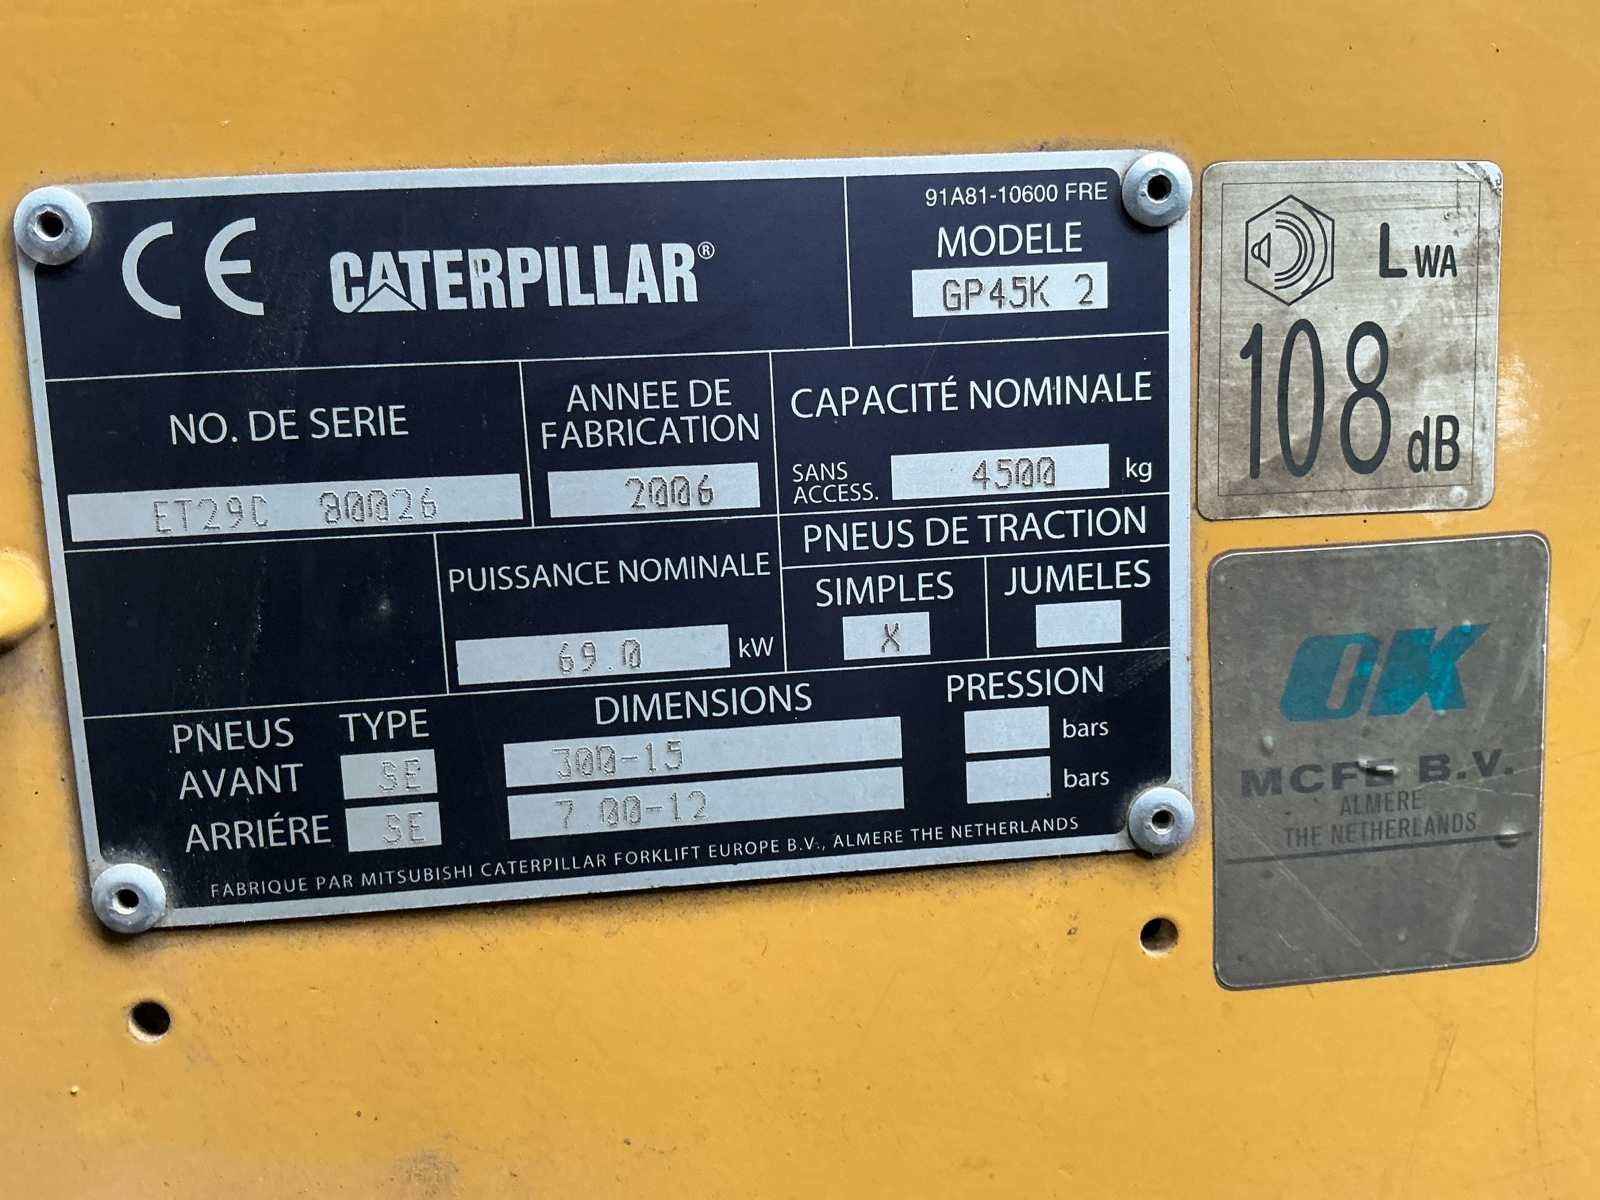 CE CATERPILLAR®
91A81-10600 FRE
MODELE
GP45K 2
NO. DE SERIE
ET29C 80026
ANNEE DE
FABRICATION
2006
CAPACITÉ NOMINALE
SANS
ACCESS.
4500 kg
PUISSANCE NOMINALE
69.0 kW
PNEUS DE TRACTION
SIMPLES
X
JUMELES
PNEUS TYPE DIMENSIONS PRESSION
AVANT SE 300-15 bars
ARRIÉRE SE 7 00-12 bars
FABRIQUE PAR MITSUBISHI CATERPILLAR FORKLIFT EUROPE B.V., ALMERE THE NETHERLANDS
LWA
108 dB
OK
MCFE B.V.
ALMERE
THE NETHERLANDS